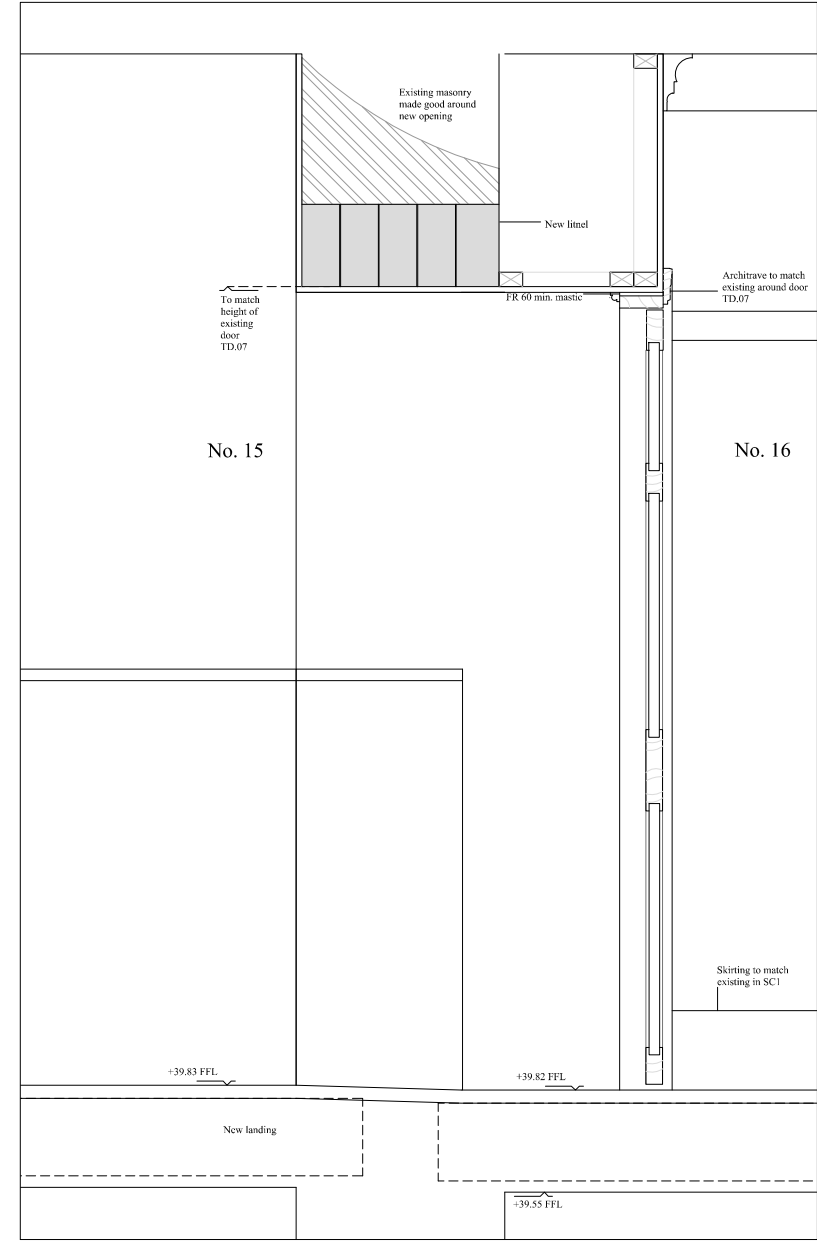 Existing masonry
made good around
new opening
New litnel
Architrave to match
existing around door
TD.07
FR 60 min. mastic
To match
height of
existing
door
TD.07
No. 15
No. 16
Skirting to match
existing in SC1
+39.83 FFL
+39.82 FFL
New landing
+39.55 FFL